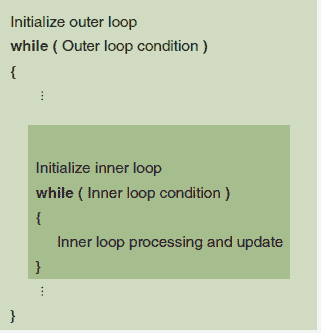 Initialize outer loop
while ( Outer loop condition )
{
⋮
Initialize inner loop
while ( Inner loop condition )
{
Inner loop processing and update
}
⋮
}